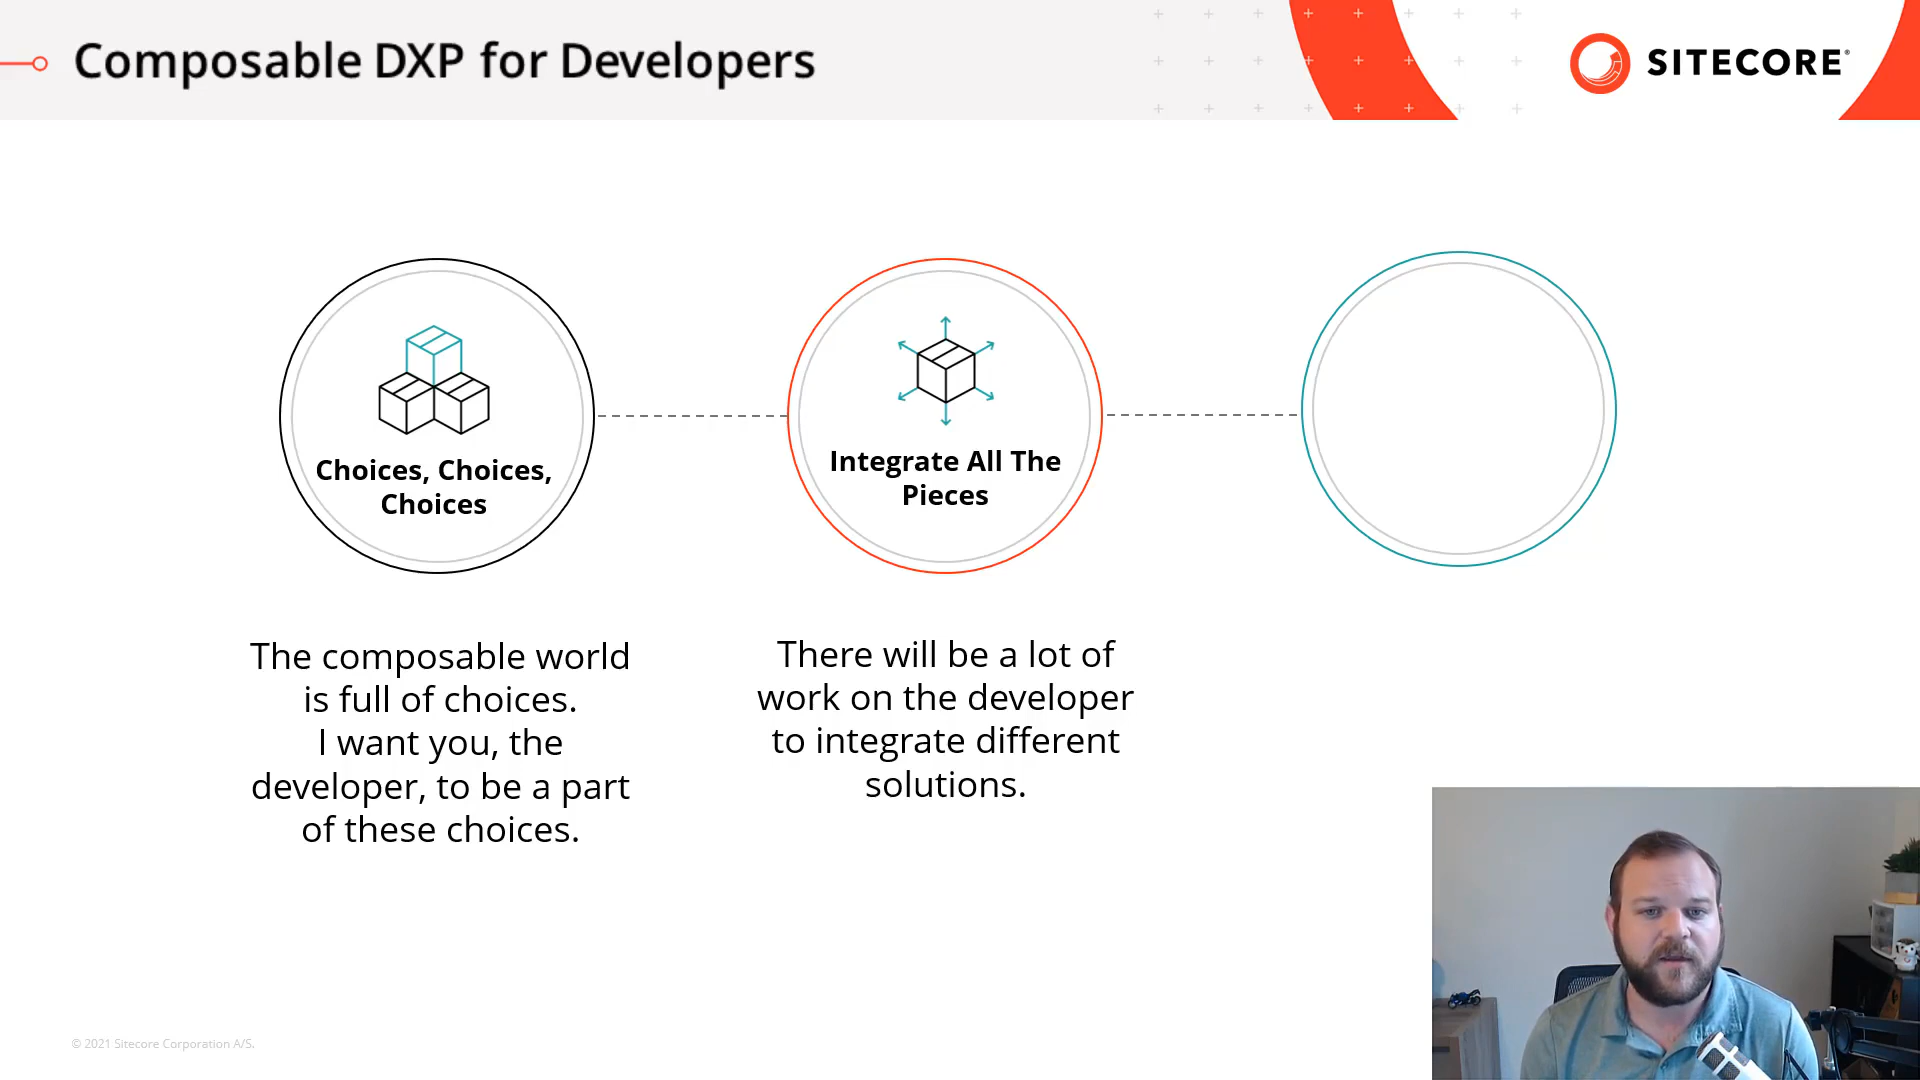 Composable DXP for Developers
SITECORE®
Choices, Choices,
Choices
Integrate All The
Pieces
The composable world
is full of choices.
I want you, the
developer, to be a part
of these choices.
There will be a lot of
work on the developer
to integrate different
solutions.
© 2021 Sitecore Corporation A/S.